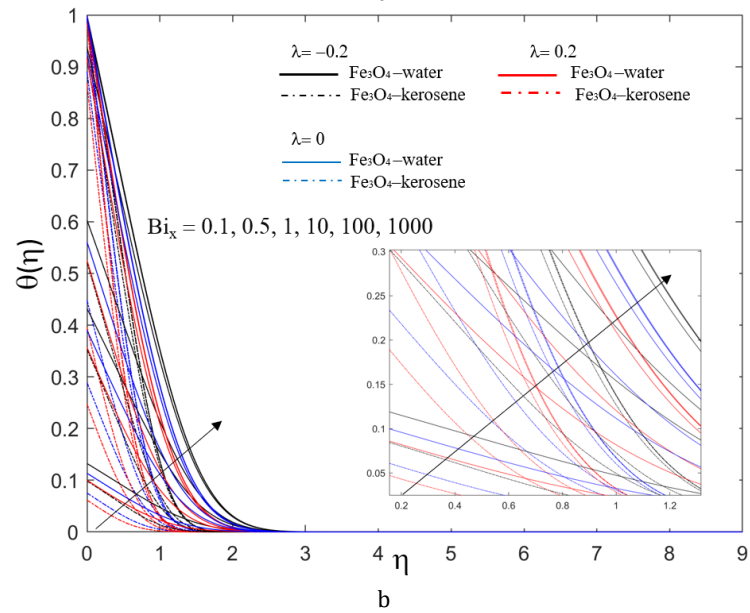 λ= −0.2
λ= 0.2
Fe₃O₄–water
Fe₃O₄–water
Fe₃O₄–kerosene
Fe₃O₄–kerosene
λ= 0
Fe₃O₄–water
Fe₃O₄–kerosene
Biₓ = 0.1, 0.5, 1, 10, 100, 1000
θ(η)
1
0.9
0.8
0.7
0.6
0.5
0.4
0.3
0.2
0.1
0
0.3
0.25
0.2
0.15
0.1
0.05
0.2 0.4 0.6 0.8 1 1.2
0 1 2 3 4 5 6 7 8 9
η
b